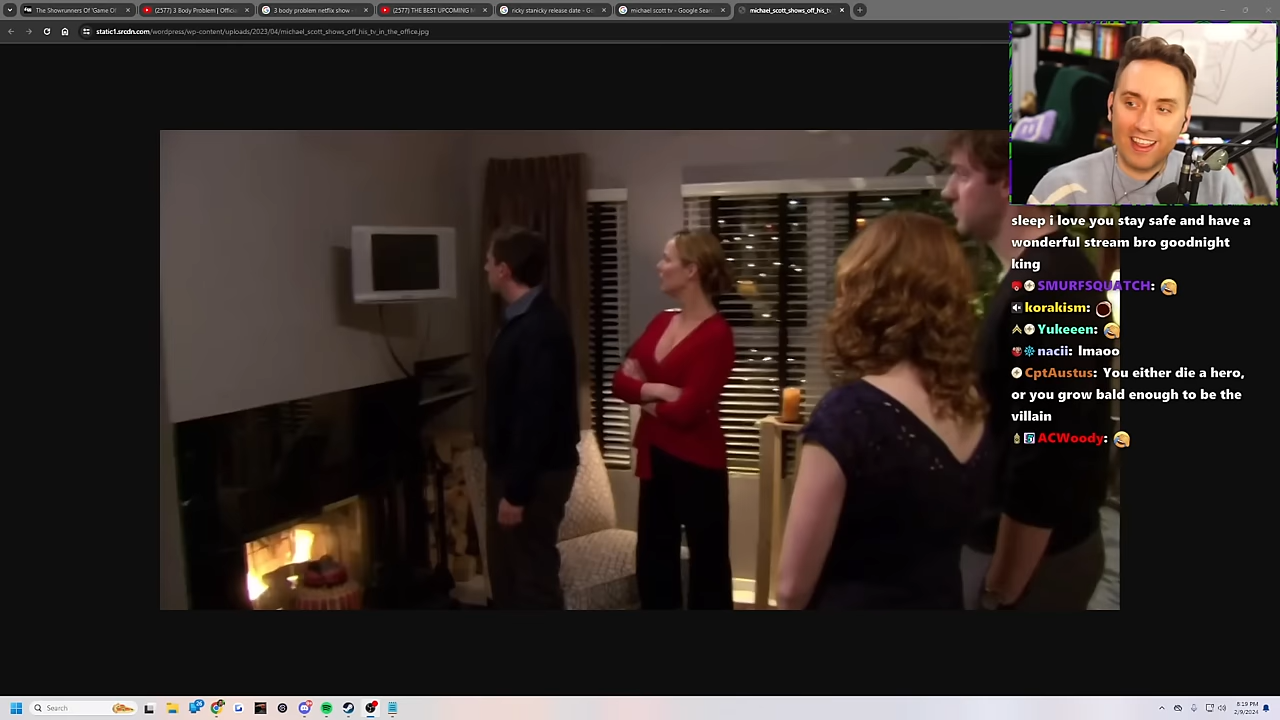 The Showrunners Of 'Game Of
(2577) 3 Body Problem | Offici
3 body problem netflix show -
(2577) THE BEST UPCOMING
ricky stanicky release date - Go
michael scott tv - Google Sear
michael_scott_shows_off_his_tv
static1.srcdn.com/wordpress/wp-content/uploads/2023/04/michael_scott_shows_off_his_tv_in_the_office.jpg
sleep i love you stay safe and have a
wonderful stream bro goodnight
king
SMURFSQUATCH:
korakism:
Yukeeen:
nacii: lmaoo
CptAustus: You either die a hero,
or you grow bald enough to be the
villain
ACWoody:
Search
8:19 PM
2/9/2024